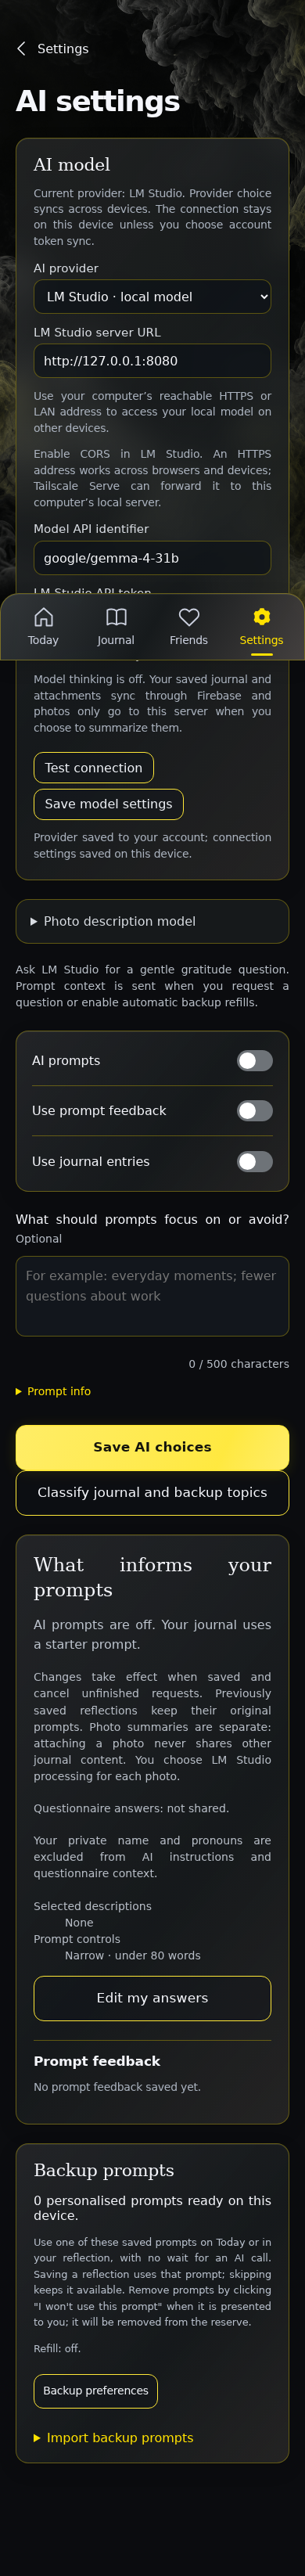 Settings
AI settings
AI model
Current provider: LM Studio. Provider choice
syncs across devices. The connection stays
on this device unless you choose account
token sync.
AI provider
LM Studio · local model
LM Studio server URL
http://127.0.0.1:8080
Use your computer's reachable HTTPS or
LAN address to access your local model on
other devices.
Enable CORS in LM Studio. An HTTPS
address works across browsers and devices;
Tailscale Serve can forward it to this
computer's local server.
Model API identifier
google/gemma-4-31b
LM Studio API token
Today
Journal
Friends
Settings
Model thinking is off. Your saved journal and
attachments sync through Firebase and
photos only go to this server when you
choose to summarize them.
Test connection
Save model settings
Provider saved to your account; connection
settings saved on this device.
Photo description model
Ask LM Studio for a gentle gratitude question.
Prompt context is sent when you request a
question or enable automatic backup refills.
AI prompts
Use prompt feedback
Use journal entries
What should prompts focus on or avoid?
Optional
For example: everyday moments; fewer
questions about work
0 / 500 characters
Prompt info
Save AI choices
Classify journal and backup topics
What informs your
prompts
AI prompts are off. Your journal uses
a starter prompt.
Changes take effect when saved and
cancel unfinished requests. Previously
saved reflections keep their original
prompts. Photo summaries are separate:
attaching a photo never shares other
journal content. You choose LM Studio
processing for each photo.
Questionnaire answers: not shared.
Your private name and pronouns are
excluded from AI instructions and
questionnaire context.
Selected descriptions
None
Prompt controls
Narrow · under 80 words
Edit my answers
Prompt feedback
No prompt feedback saved yet.
Backup prompts
0 personalised prompts ready on this
device.
Use one of these saved prompts on Today or in
your reflection, with no wait for an AI call.
Saving a reflection uses that prompt; skipping
keeps it available. Remove prompts by clicking
"I won't use this prompt" when it is presented
to you; it will be removed from the reserve.
Refill: off.
Backup preferences
Import backup prompts